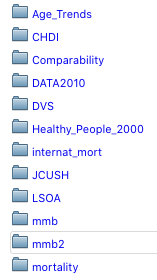 Age_Trends
CHDI
Comparability
DATA2010
DVS
Healthy_People_2000
internat_mort
JCUSH
LSOA
mmb
mmb2
mortality